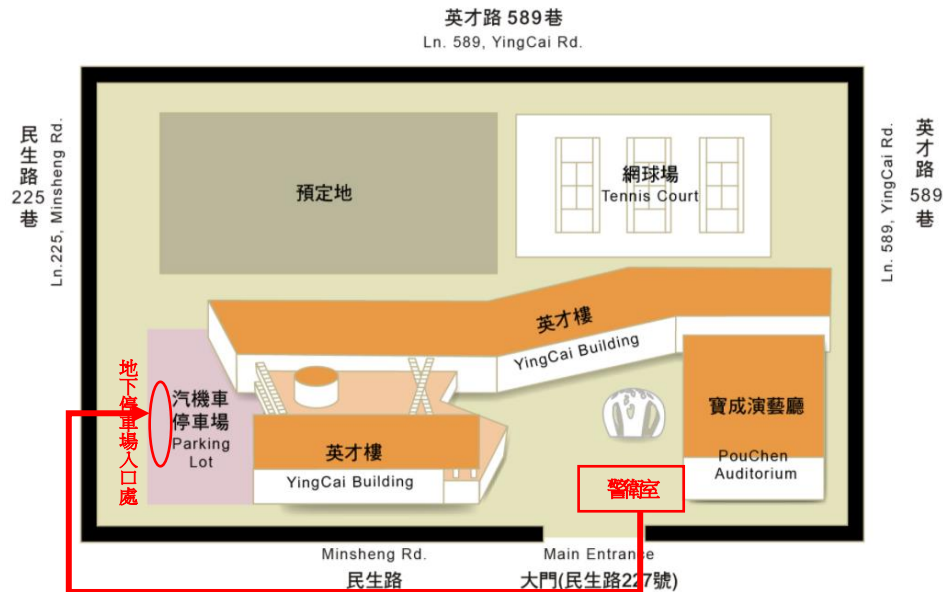 英才路 589巷
Ln. 589, YingCai Rd.
民生路225巷
Ln.225, Minsheng Rd.
預定地
網球場
Tennis Court
英才路589巷
Ln. 589, YingCai Rd.
英才樓
YingCai Building
地下停車場入口處
汽機車
停車場
Parking
Lot
英才樓
YingCai Building
寶成演藝廳
PouChen
Auditorium
警衛室
Minsheng Rd.
民生路
Main Entrance
大門(民生路227號)